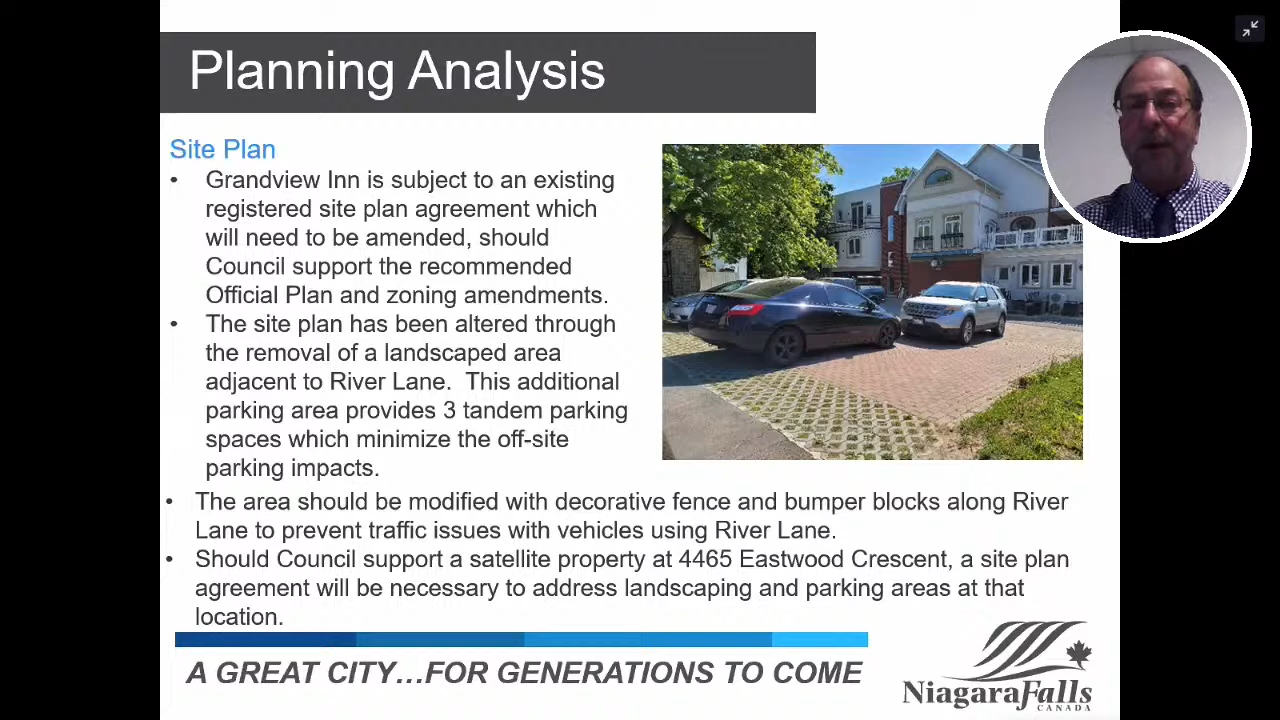 Planning Analysis
Site Plan
• Grandview Inn is subject to an existing
registered site plan agreement which
will need to be amended, should
Council support the recommended
Official Plan and zoning amendments.
• The site plan has been altered through
the removal of a landscaped area
adjacent to River Lane.  This additional
parking area provides 3 tandem parking
spaces which minimize the off-site
parking impacts.
• The area should be modified with decorative fence and bumper blocks along River
Lane to prevent traffic issues with vehicles using River Lane.
• Should Council support a satellite property at 4465 Eastwood Crescent, a site plan
agreement will be necessary to address landscaping and parking areas at that
location.
A GREAT CITY…FOR GENERATIONS TO COME
NiagaraFalls
CANADA